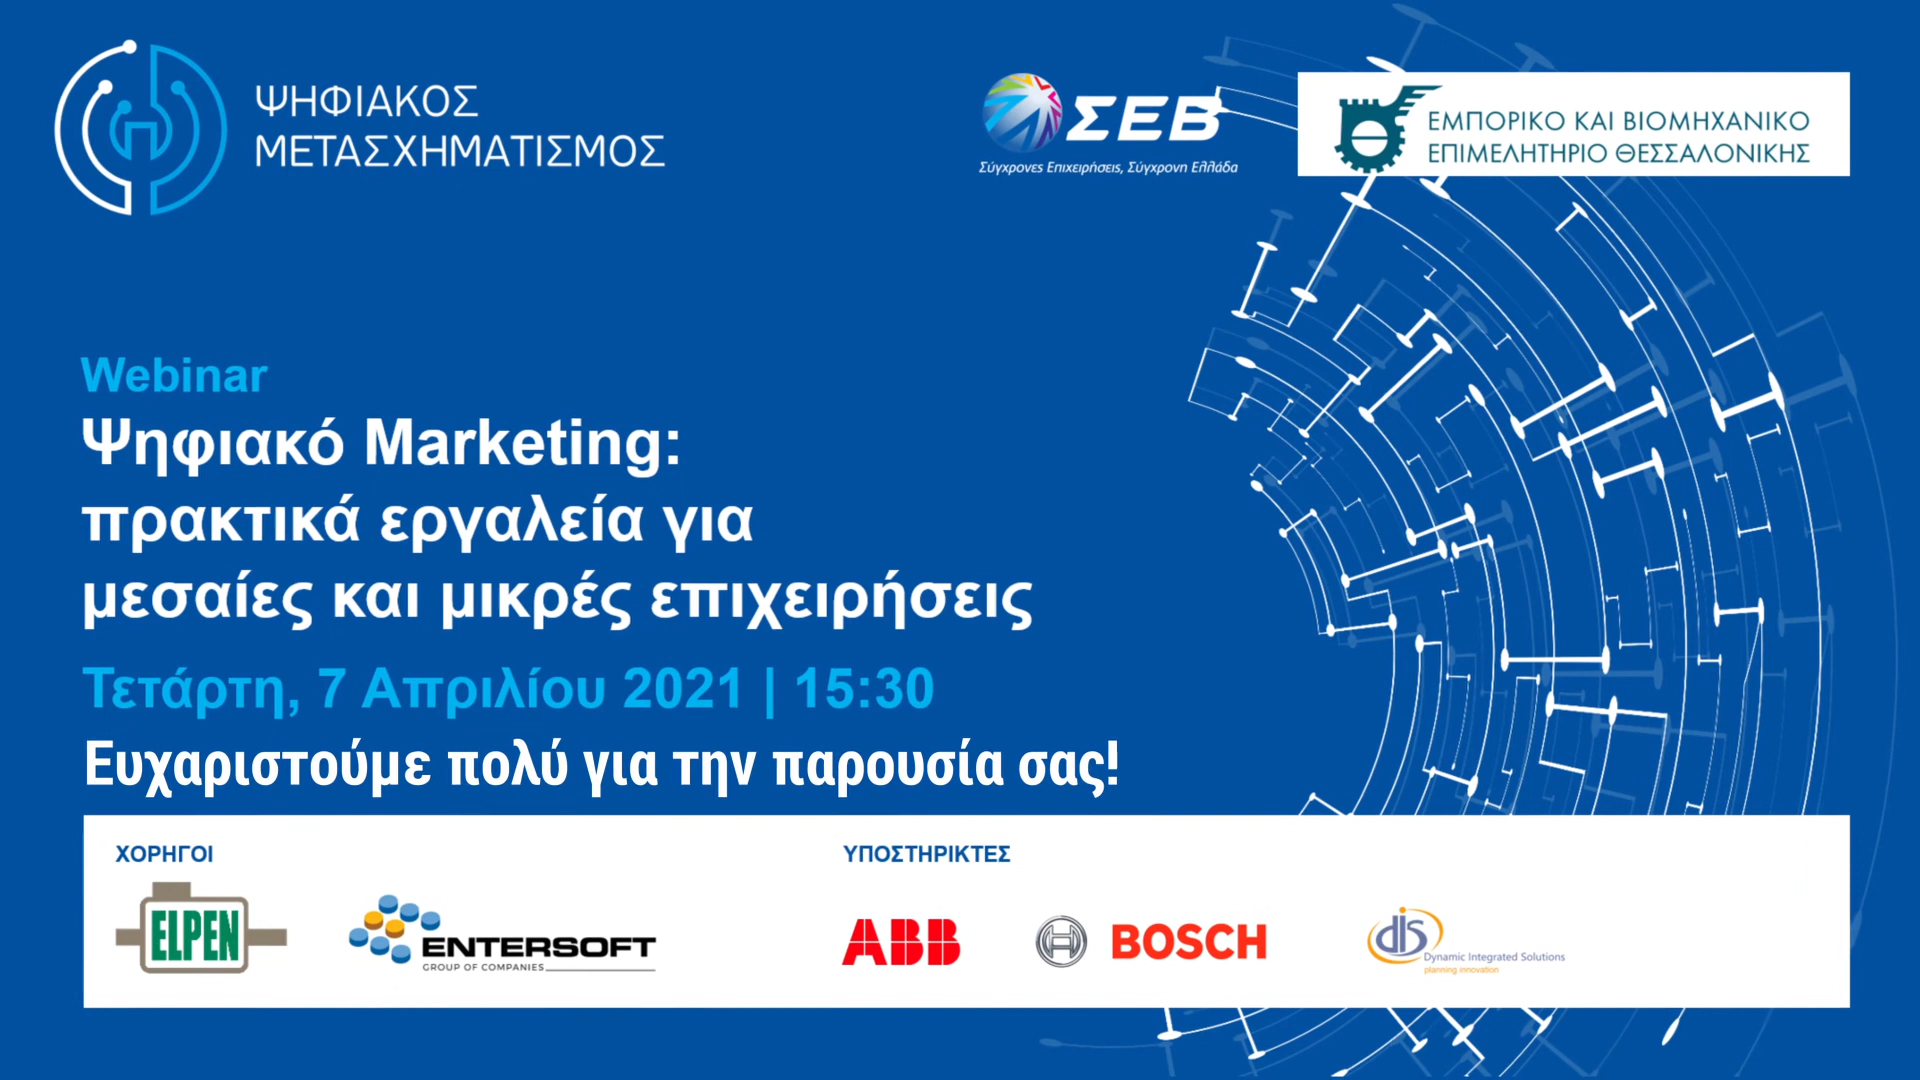 ΨΗΦΙΑΚΟΣ
ΜΕΤΑΣΧΗΜΑΤΙΣΜΟΣ
ΣΕΒ
Σύγχρονες Επιχειρήσεις, Σύγχρονη Ελλάδα
ΕΜΠΟΡΙΚΟ ΚΑΙ ΒΙΟΜΗΧΑΝΙΚΟ
ΕΠΙΜΕΛΗΤΗΡΙΟ ΘΕΣΣΑΛΟΝΙΚΗΣ
Webinar
Ψηφιακό Marketing:
πρακτικά εργαλεία για
μεσαίες και μικρές επιχειρήσεις
Τετάρτη, 7 Απριλίου 2021 | 15:30
Ευχαριστούμε πολύ για την παρουσία σας!
ΧΟΡΗΓΟΙ
ELPEN
ENTERSOFT
GROUP OF COMPANIES
ΥΠΟΣΤΗΡΙΚΤΕΣ
ABB
BOSCH
dis
Dynamic Integrated Solutions
planning innovation